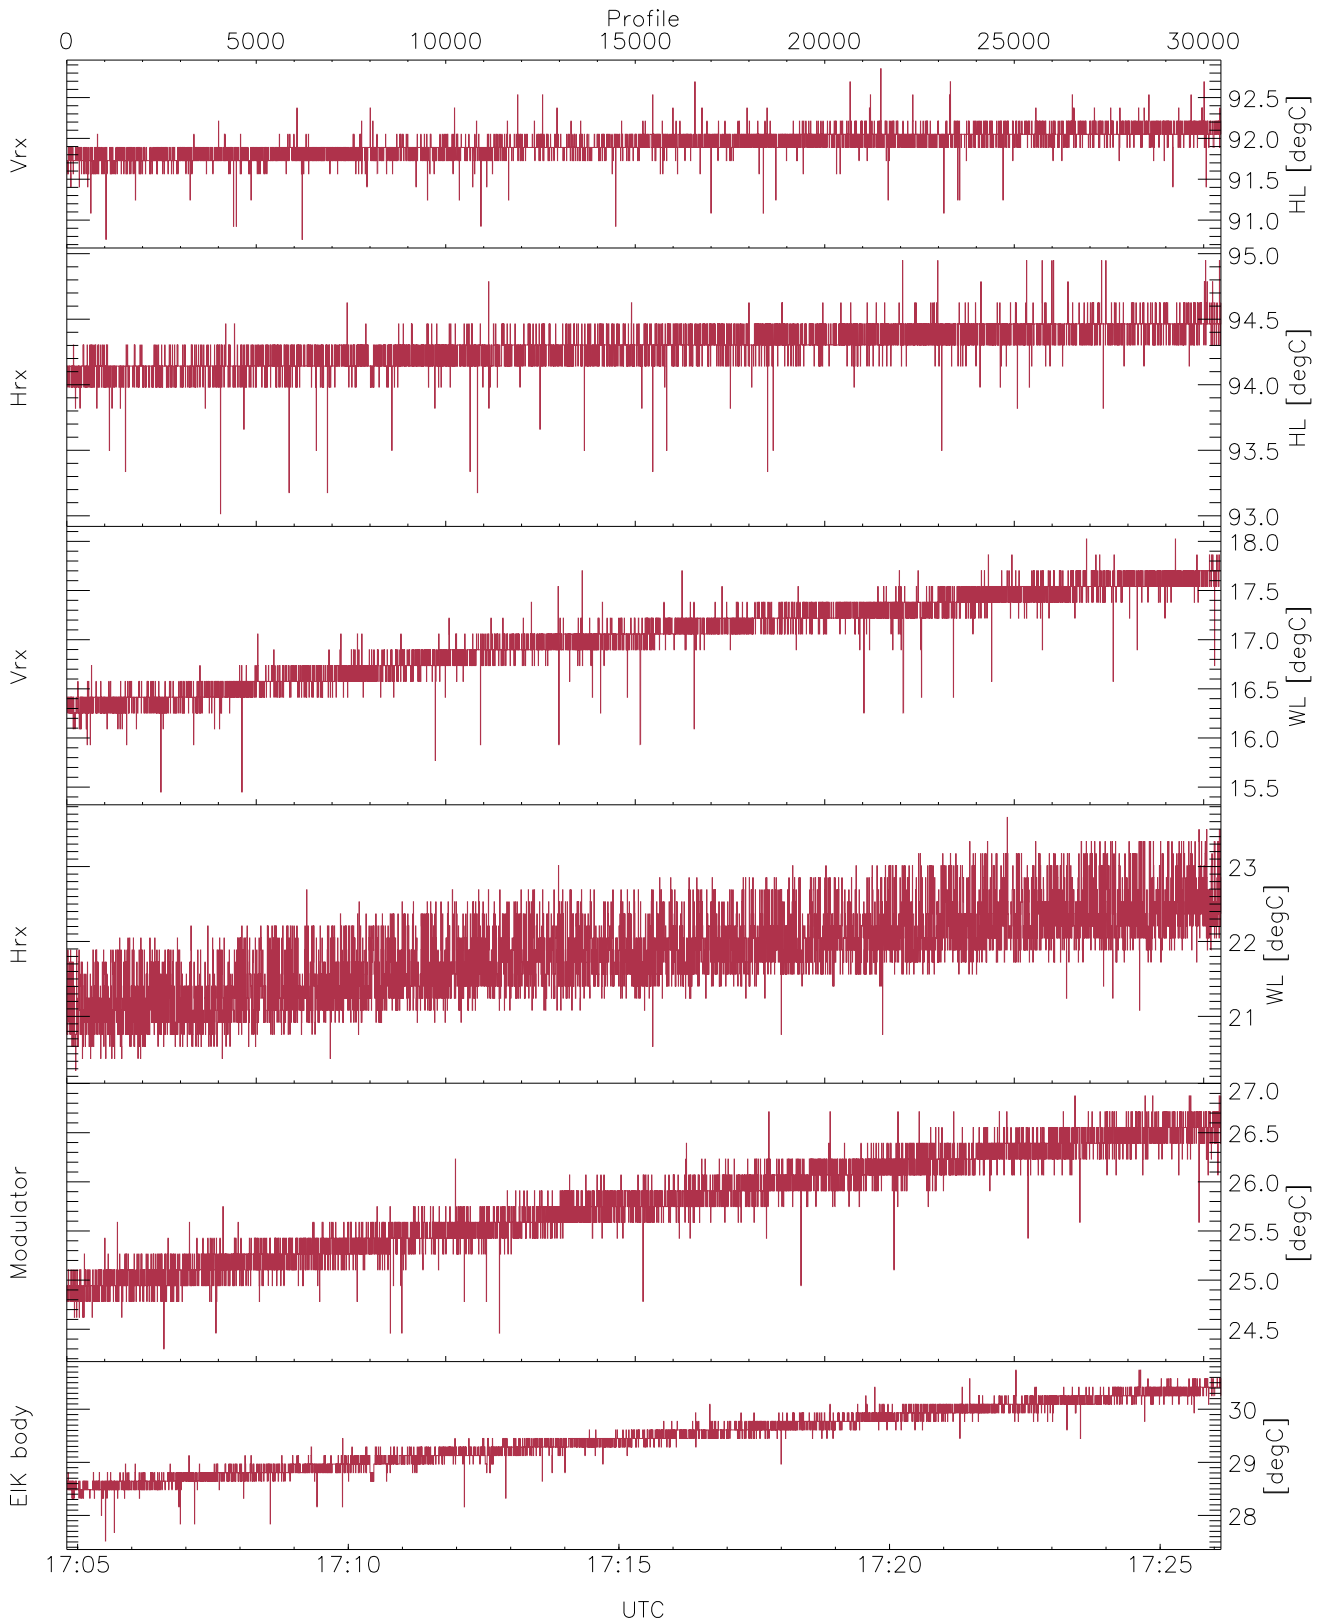 Profile
0 5000 10000 15000 20000 25000 30000
Vrx
92.5
92.0
91.5
91.0
HL [degC]
Hrx
95.0
94.5
94.0
93.5
93.0
HL [degC]
Vrx
18.0
17.5
17.0
16.5
16.0
15.5
WL [degC]
Hrx
23
22
21
WL [degC]
Modulator
27.0
26.5
26.0
25.5
25.0
24.5
[degC]
EIK body
30
29
28
[degC]
17:05 17:10 17:15 17:20 17:25
UTC